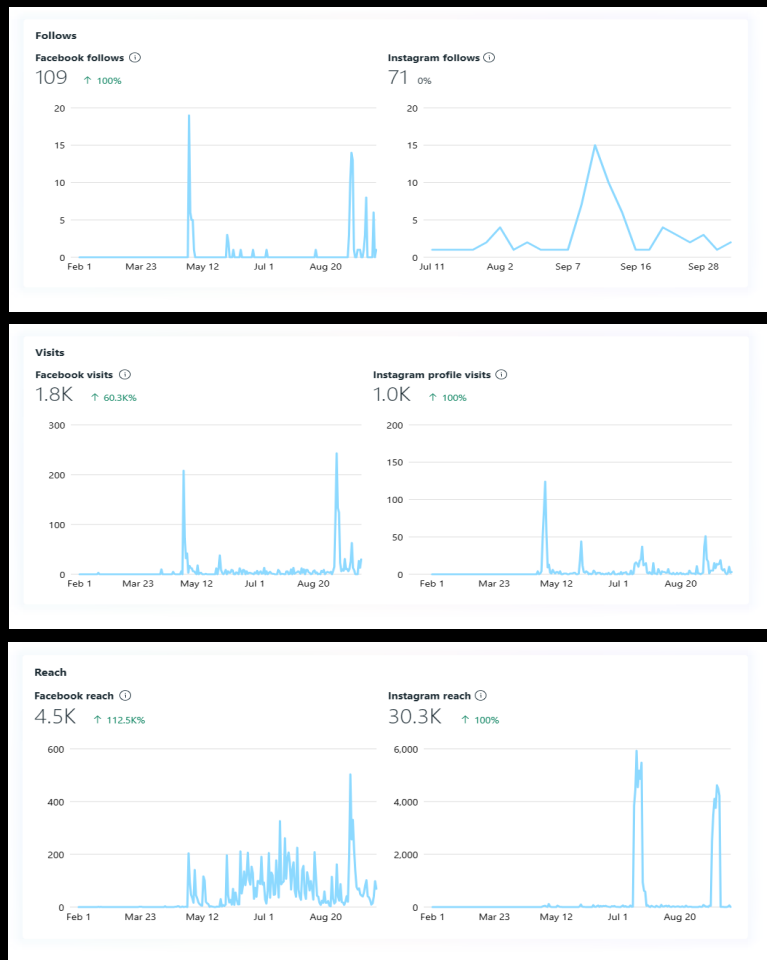 Follows
Facebook follows
109 ↑ 100%
20
15
10
5
0
Feb 1 Mar 23 May 12 Jul 1 Aug 20
Instagram follows
71 0%
20
15
10
5
0
Jul 11 Aug 2 Sep 7 Sep 16 Sep 28
Visits
Facebook visits
1.8K ↑ 60.3K%
300
200
100
0
Feb 1 Mar 23 May 12 Jul 1 Aug 20
Instagram profile visits
1.0K ↑ 100%
200
150
100
50
0
Feb 1 Mar 23 May 12 Jul 1 Aug 20
Reach
Facebook reach
4.5K ↑ 112.5K%
600
400
200
0
Feb 1 Mar 23 May 12 Jul 1 Aug 20
Instagram reach
30.3K ↑ 100%
6,000
4,000
2,000
0
Feb 1 Mar 23 May 12 Jul 1 Aug 20